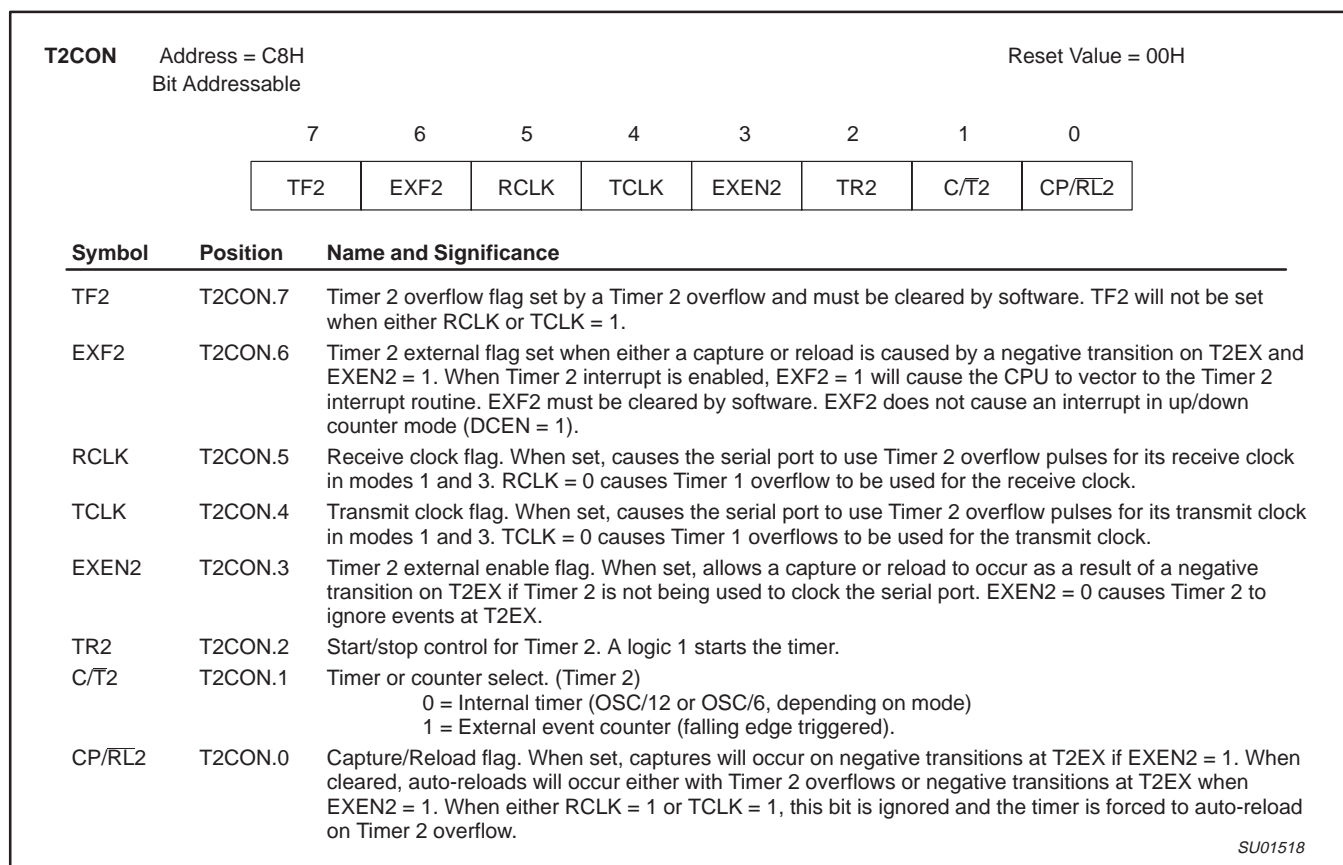 T2CON Address = C8H Reset Value = 00H
Bit Addressable
7 6 5 4 3 2 1 0
TF2 EXF2 RCLK TCLK EXEN2 TR2 C/T̅2 CP/R̅L̅2
Symbol Position Name and Significance
TF2 T2CON.7 Timer 2 overflow flag set by a Timer 2 overflow and must be cleared by software. TF2 will not be set
when either RCLK or TCLK = 1.
EXF2 T2CON.6 Timer 2 external flag set when either a capture or reload is caused by a negative transition on T2EX and
EXEN2 = 1. When Timer 2 interrupt is enabled, EXF2 = 1 will cause the CPU to vector to the Timer 2
interrupt routine. EXF2 must be cleared by software. EXF2 does not cause an interrupt in up/down
counter mode (DCEN = 1).
RCLK T2CON.5 Receive clock flag. When set, causes the serial port to use Timer 2 overflow pulses for its receive clock
in modes 1 and 3. RCLK = 0 causes Timer 1 overflow to be used for the receive clock.
TCLK T2CON.4 Transmit clock flag. When set, causes the serial port to use Timer 2 overflow pulses for its transmit clock
in modes 1 and 3. TCLK = 0 causes Timer 1 overflows to be used for the transmit clock.
EXEN2 T2CON.3 Timer 2 external enable flag. When set, allows a capture or reload to occur as a result of a negative
transition on T2EX if Timer 2 is not being used to clock the serial port. EXEN2 = 0 causes Timer 2 to
ignore events at T2EX.
TR2 T2CON.2 Start/stop control for Timer 2. A logic 1 starts the timer.
C/T̅2 T2CON.1 Timer or counter select. (Timer 2)
0 = Internal timer (OSC/12 or OSC/6, depending on mode)
1 = External event counter (falling edge triggered).
CP/R̅L̅2 T2CON.0 Capture/Reload flag. When set, captures will occur on negative transitions at T2EX if EXEN2 = 1. When
cleared, auto-reloads will occur either with Timer 2 overflows or negative transitions at T2EX when
EXEN2 = 1. When either RCLK = 1 or TCLK = 1, this bit is ignored and the timer is forced to auto-reload
on Timer 2 overflow.
SU01518